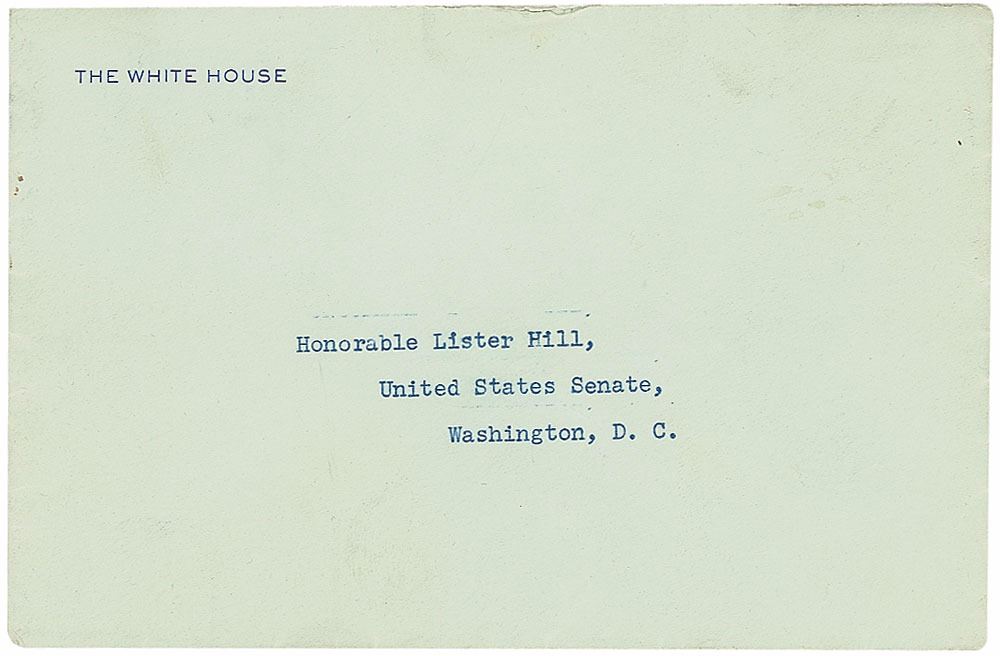 THE WHITE HOUSE
Honorable Lister Hill,
United States Senate,
Washington, D. C.